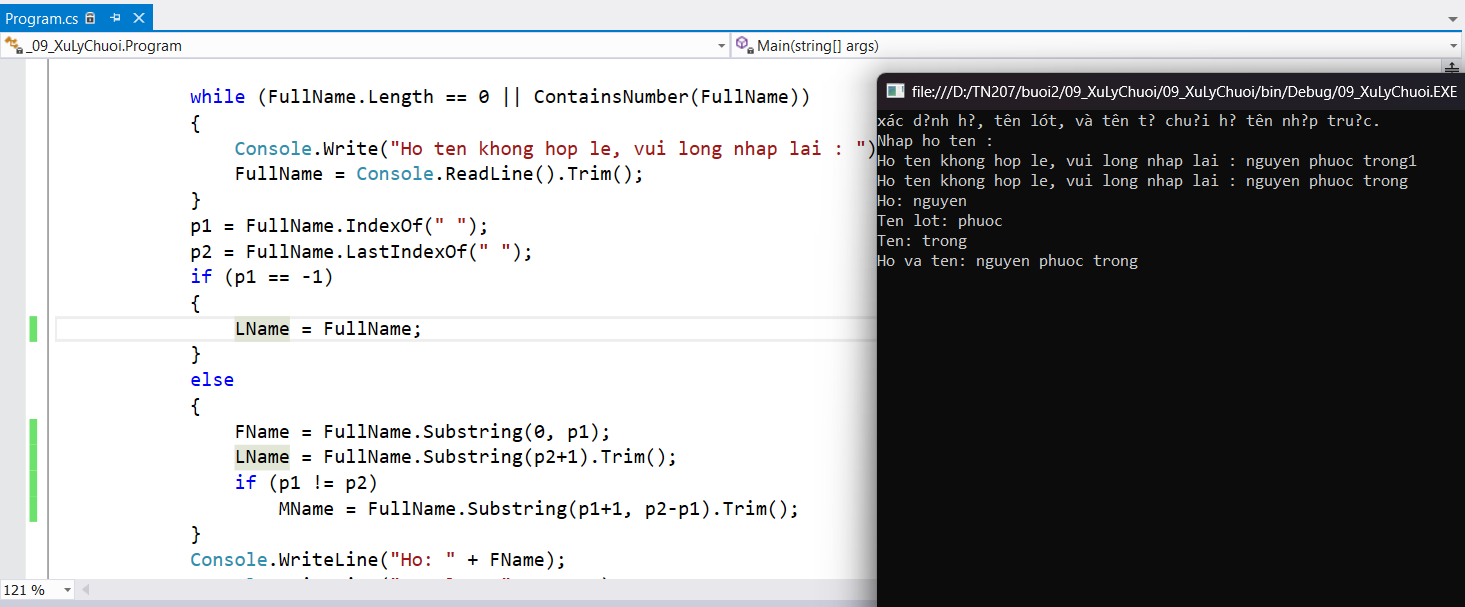 Program.cs
_09_XuLyChuoi.Program
Main(string[] args)
while (FullName.Length == 0 || ContainsNumber(FullName))
{
Console.Write("Ho ten khong hop le, vui long nhap lai : ")
FullName = Console.ReadLine().Trim();
}
p1 = FullName.IndexOf(" ");
p2 = FullName.LastIndexOf(" ");
if (p1 == -1)
{
LName = FullName;
}
else
{
FName = FullName.Substring(0, p1);
LName = FullName.Substring(p2+1).Trim();
if (p1 != p2)
MName = FullName.Substring(p1+1, p2-p1).Trim();
}
Console.WriteLine("Ho: " + FName);
121 %
file:///D:/TN207/buoi2/09_XuLyChuoi/09_XuLyChuoi/bin/Debug/09_XuLyChuoi.EXE
xác d?nh h?, tên lót, và tên t? chu?i h? tên nh?p tru?c.
Nhap ho ten :
Ho ten khong hop le, vui long nhap lai : nguyen phuoc trong1
Ho ten khong hop le, vui long nhap lai : nguyen phuoc trong
Ho: nguyen
Ten lot: phuoc
Ten: trong
Ho va ten: nguyen phuoc trong